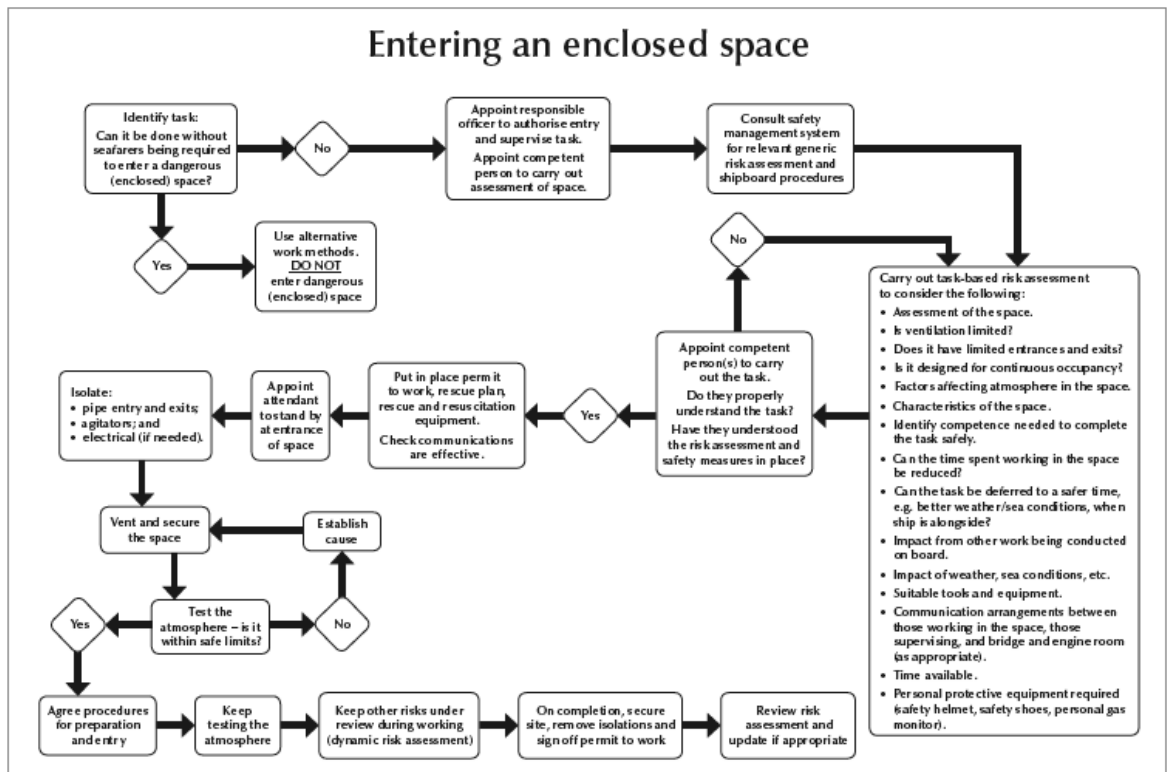 Entering an enclosed space
Identify task:
Can it be done without
seafarers being required
to enter a dangerous
(enclosed) space?
No
Appoint responsible
officer to authorise entry
and supervise task.
Appoint competent
person to carry out
assessment of space.
Consult safety
management system
for relevant generic
risk assessment and
shipboard procedures
Yes
Use alternative
work methods.
DO NOT
enter dangerous
(enclosed) space
No
Carry out task-based risk assessment
to consider the following:
• Assessment of the space.
• Is ventilation limited?
• Does it have limited entrances and exits?
• Is it designed for continuous occupancy?
• Factors affecting atmosphere in the space.
• Characteristics of the space.
• Identify competence needed to complete
the task safely.
• Can the time spent working in the space
be reduced?
• Can the task be deferred to a safer time,
e.g. better weather/sea conditions, when
ship is alongside?
• Impact from other work being conducted
on board.
• Impact of weather, sea conditions, etc.
• Suitable tools and equipment.
• Communication arrangements between
those working in the space, those
supervising, and bridge and engine room
(as appropriate).
• Time available.
• Personal protective equipment required
(safety helmet, safety shoes, personal gas
monitor).
Appoint competent
person(s) to carry
out the task.
Do they properly
understand the task?
Have they understood
the risk assessment and
safety measures in place?
Yes
Put in place permit
to work, rescue plan,
rescue and resuscitation
equipment.
Check communications
are effective.
Appoint
attendant
to stand by
at entrance
of space
Isolate:
• pipe entry and exits;
• agitators; and
• electrical (if needed).
Vent and secure
the space
Establish
cause
Test the
atmosphere – is it
within safe limits?
No
Yes
Agree procedures
for preparation
and entry
Keep
testing the
atmosphere
Keep other risks under
review during working
(dynamic risk assessment)
On completion, secure
site, remove isolations and
sign off permit to work
Review risk
assessment and
update if appropriate